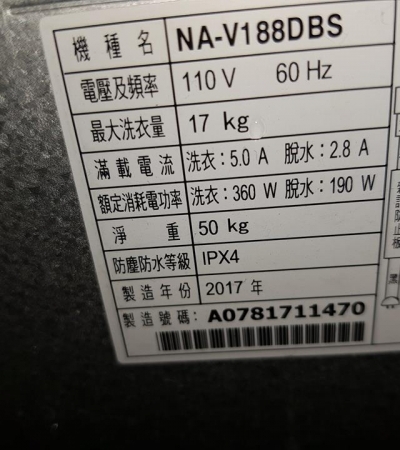 機種名 NA-V188DBS
電壓及頻率 110 V 60 Hz
最大洗衣量 17 kg
滿載電流 洗衣：5.0 A 脫水：2.8 A
額定消耗電功率 洗衣：360 W 脫水：190 W
淨重 50 kg
防塵防水等級 IPX4
製造年份 2017 年
製造號碼：A0781711470